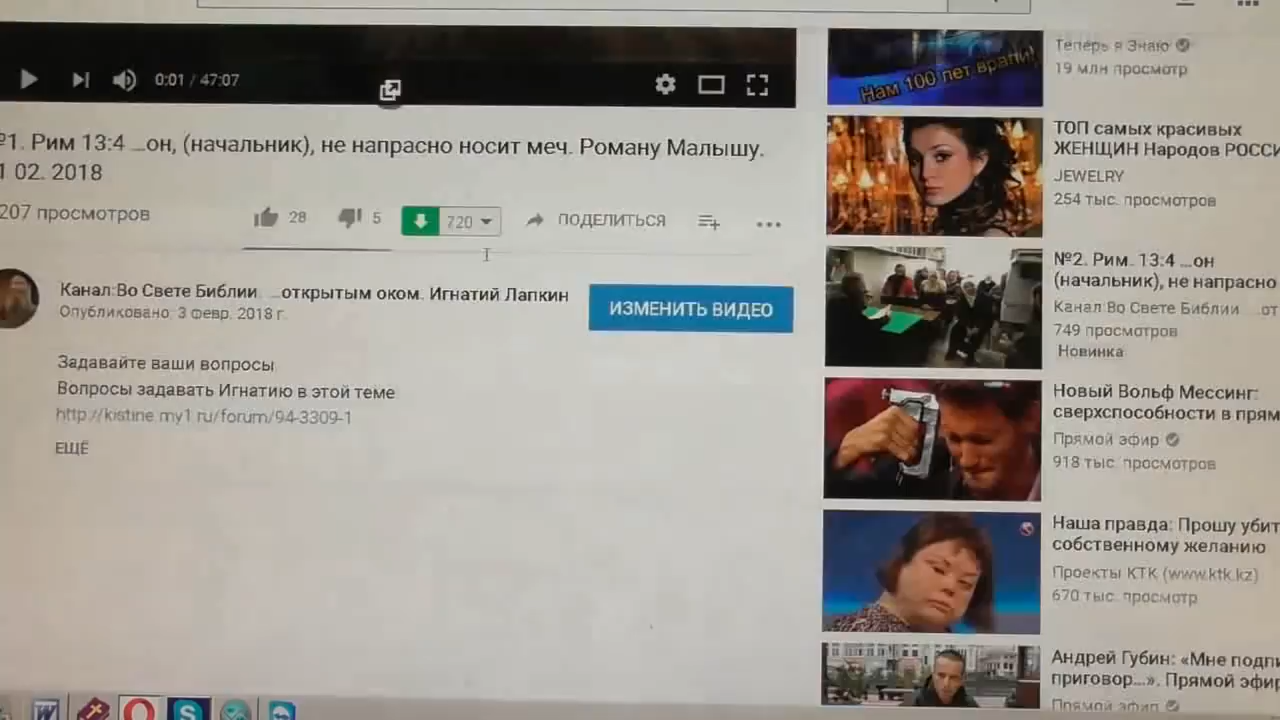 0:01 / 47:07
№1. Рим 13:4 ...он, (начальник), не напрасно носит меч. Роману Малышу.
1 02. 2018
207 просмотров
28
5
720
ПОДЕЛИТЬСЯ
Канал:Во Свете Библии. ...открытым оком. Игнатий Лапкин
Опубликовано: 3 февр. 2018 г.
ИЗМЕНИТЬ ВИДЕО
Задавайте ваши вопросы
Вопросы задавать Игнатию в этой теме
http://kistine.my1.ru/forum/94-3309-1
ЕЩЁ
Нам 100 лет врали!
Теперь я Знаю
19 млн просмотр
ТОП самых красивых
ЖЕНЩИН Народов РОССИ
JEWELRY
254 тыс. просмотров
№2. Рим. 13:4 ...он
(начальник), не напрасно
Канал:Во Свете Библии ...от
749 просмотров
Новинка
Новый Вольф Мессинг:
сверхспособности в прям
Прямой эфир
918 тыс. просмотров
Наша правда: Прошу убит
собственному желанию
Проекты КТК (www.ktk.kz)
670 тыс. просмотр
Андрей Губин: «Мне подпи
приговор...». Прямой эфир
Прямой эфир